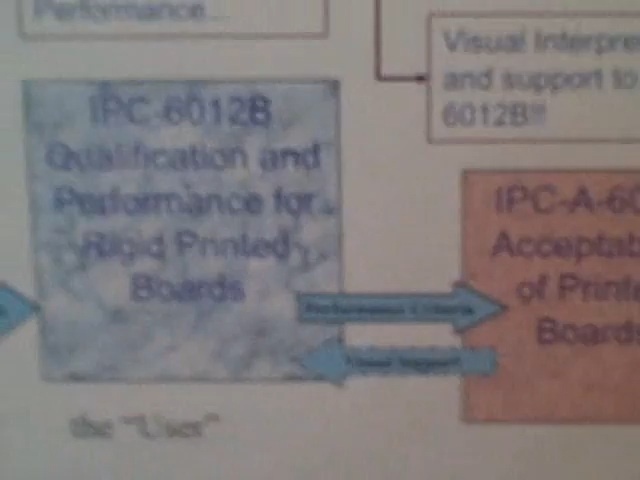 Performance...
Visual Interpre
and support to
6012B!!!
IPC-6012B
Qualification and
Performance for
Rigid Printed
Boards
IPC-A-60
Acceptab
of Printe
Boards
Performance Criteria
Visual Support
the "User"